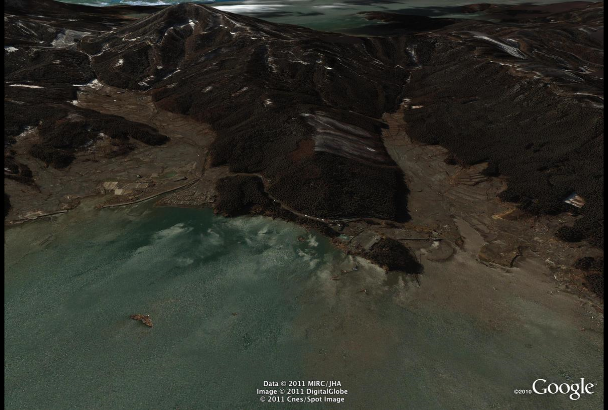 Data © 2011 MIRC/JHA
Image © 2011 DigitalGlobe
© 2011 Cnes/Spot Image
©2010 Google